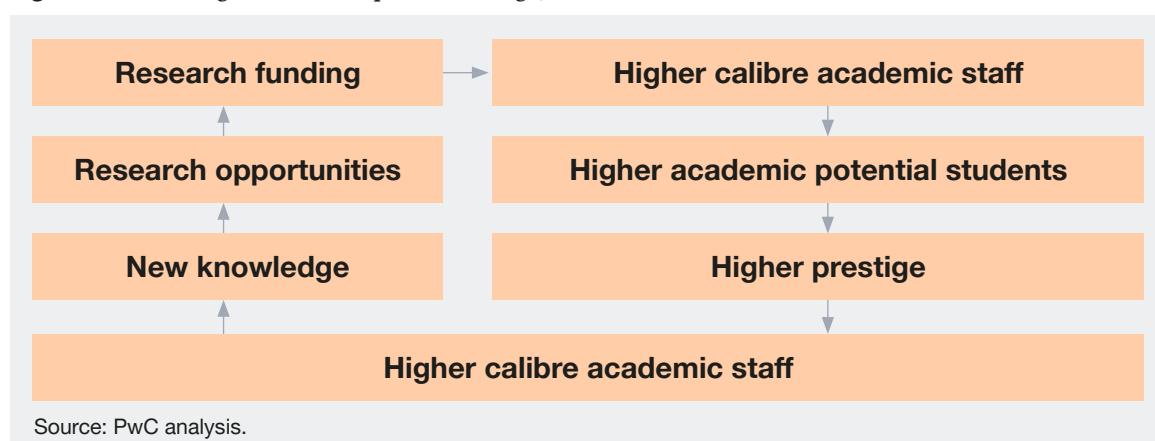 Research funding
Higher calibre academic staff
Research opportunities
Higher academic potential students
New knowledge
Higher prestige
Higher calibre academic staff
Source: PwC analysis.